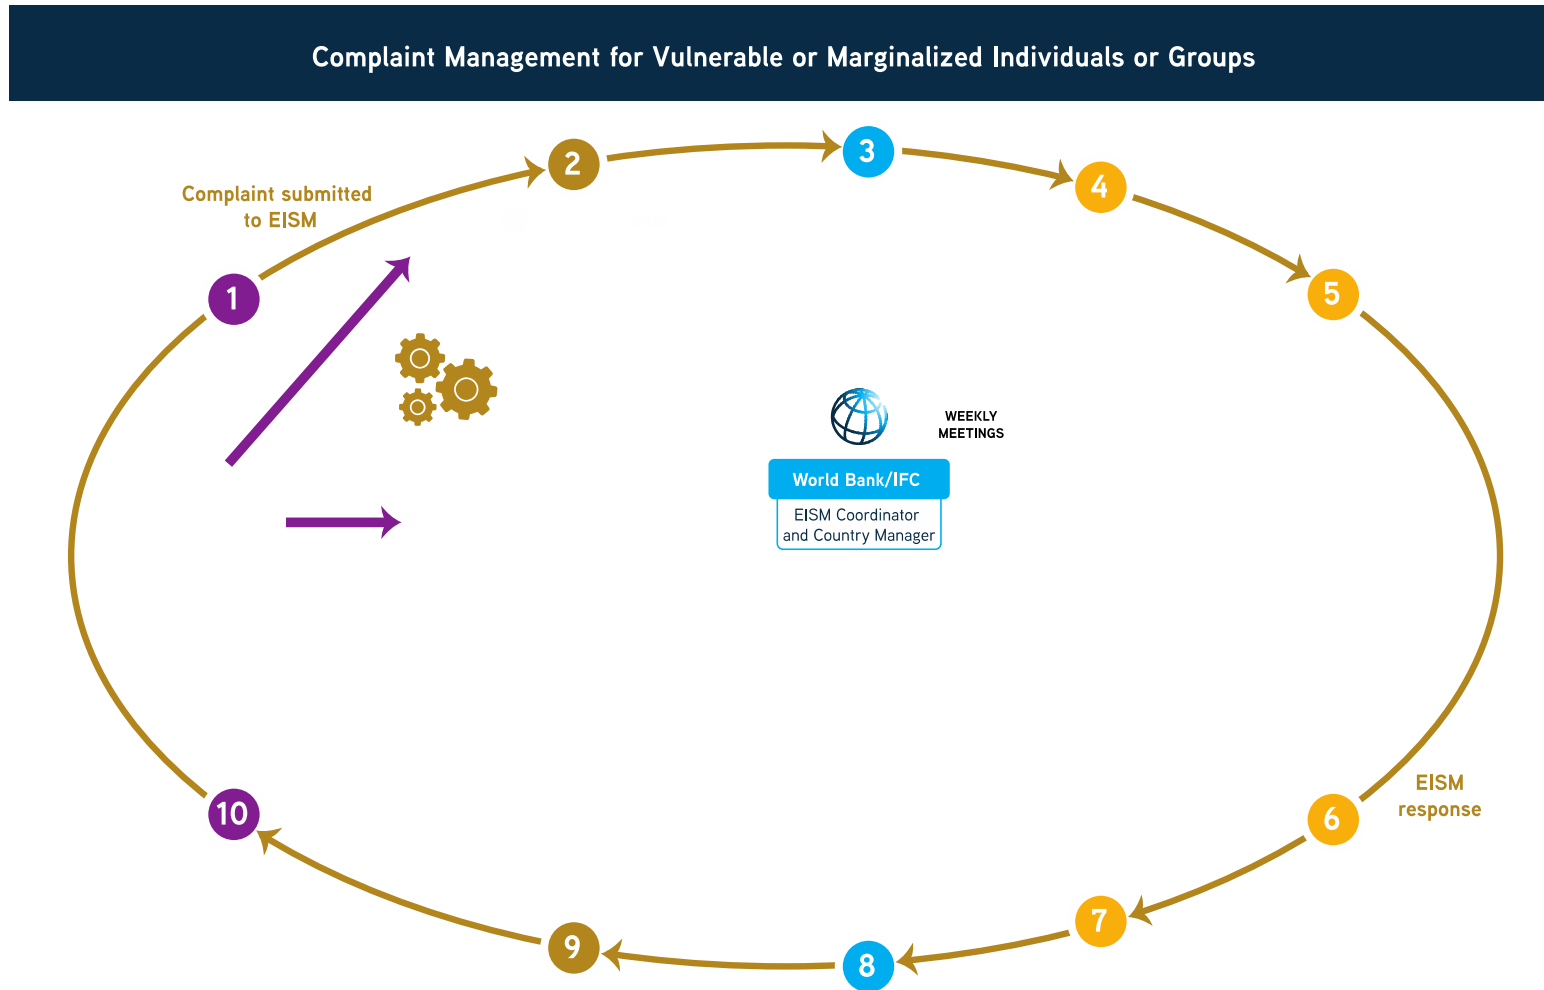 Complaint Management for Vulnerable or Marginalized Individuals or Groups
2
3
4
Complaint submitted
to EISM
1
5
WEEKLY
MEETINGS
World Bank/IFC
EISM Coordinator
and Country Manager
EISM
response
10
6
7
9
8